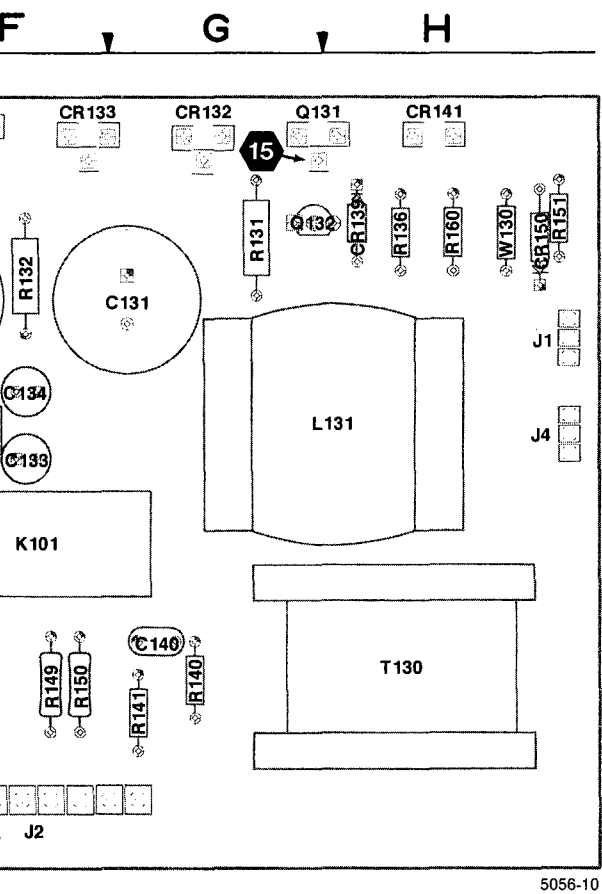 F G H
CR133 CR132 Q131 CR141
15
R132
C131
R131
Q132
CR139
R136
R160
W130
CR150
R151
J1
C134
L131
J4
C133
K101
C140
R149
R150
R141
R140
T130
J2
5056-10